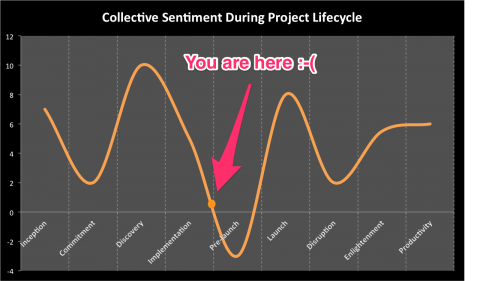 Collective Sentiment During Project Lifecycle
12
You are here :-(
10
8
6
4
2
0
-2
-4
Inception
Commitment
Discovery
Implementation
Pre-launch
Launch
Disruption
Enlightenment
Productivity